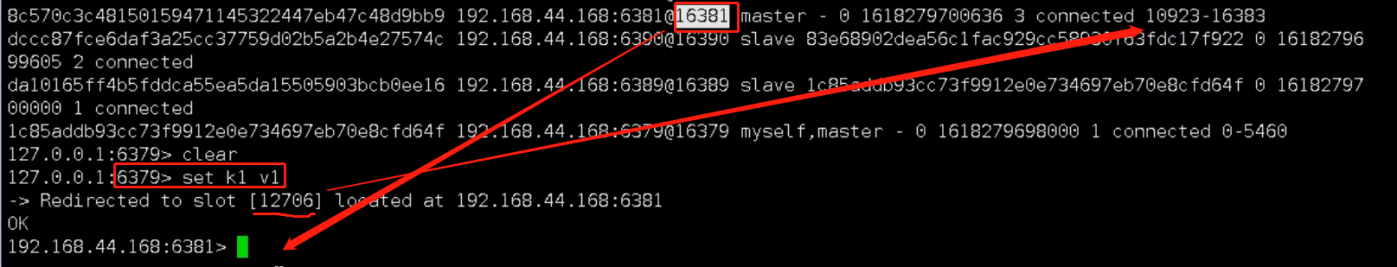 8c570c3c48150159471145322447eb47c48d9bb9 192.168.44.168:6381@16381 master - 0 1618279700636 3 connected 10923-16383
dccc87fce6daf3a25cc37759d02b5a2b4e27574c 192.168.44.168:6390@16390 slave 83e68902dea56c1fac929cc58930f63fdc17f922 0 16182796
99605 2 connected
da10165ff4b5fddca55ea5da15505903bcb0ee16 192.168.44.168:6389@16389 slave 1c85addb93cc73f9912e0e734697eb70e8cfd64f 0 16182797
00000 1 connected
1c85addb93cc73f9912e0e734697eb70e8cfd64f 192.168.44.168:6379@16379 myself,master - 0 1618279698000 1 connected 0-5460
127.0.0.1:6379> clear
127.0.0.1:6379> set k1 v1
-> Redirected to slot [12706] located at 192.168.44.168:6381
OK
192.168.44.168:6381>